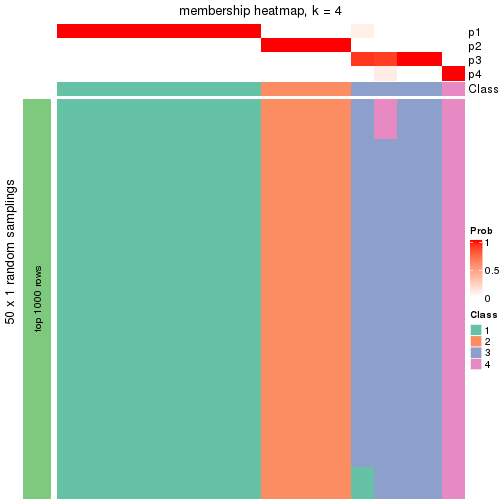 membership heatmap, k = 4
p1
p2
p3
p4
Class
50 x 1 random samplings
top 1000 rows
Prob
1
0.5
0
Class
1
2
3
4